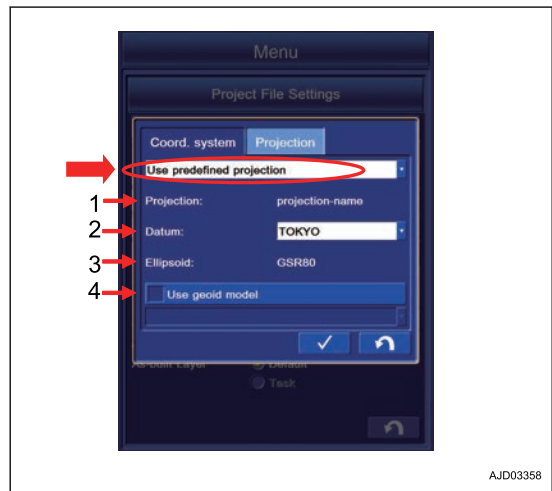 Menu
Project File Settings
Coord. system Projection
Use predefined projection
1 Projection: projection-name
2 Datum: TOKYO
3 Ellipsoid: GSR80
4 Use geoid model
As-built Layer Default
Task
AJD03358